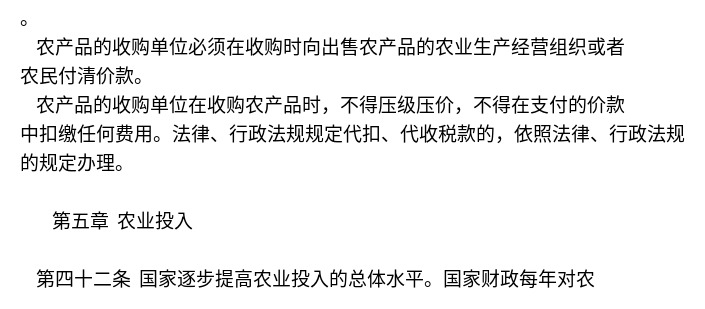 。
农产品的收购单位必须在收购时向出售农产品的农业生产经营组织或者
农民付清价款。
农产品的收购单位在收购农产品时，不得压级压价，不得在支付的价款
中扣缴任何费用。法律、行政法规规定代扣、代收税款的，依照法律、行政法规
的规定办理。
第五章 农业投入
第四十二条 国家逐步提高农业投入的总体水平。国家财政每年对农